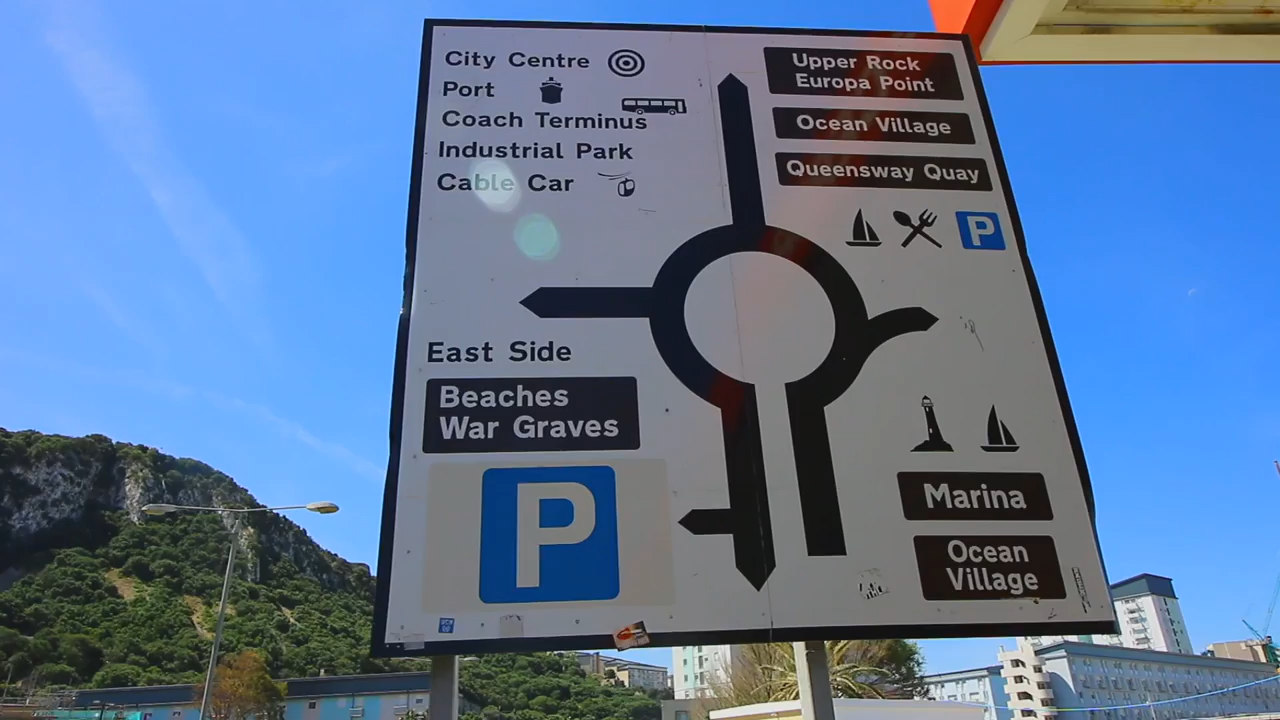 City Centre
Port
Coach Terminus
Industrial Park
Cable Car
Upper Rock
Europa Point
Ocean Village
Queensway Quay
P
East Side
Beaches
War Graves
P
Marina
Ocean
Village